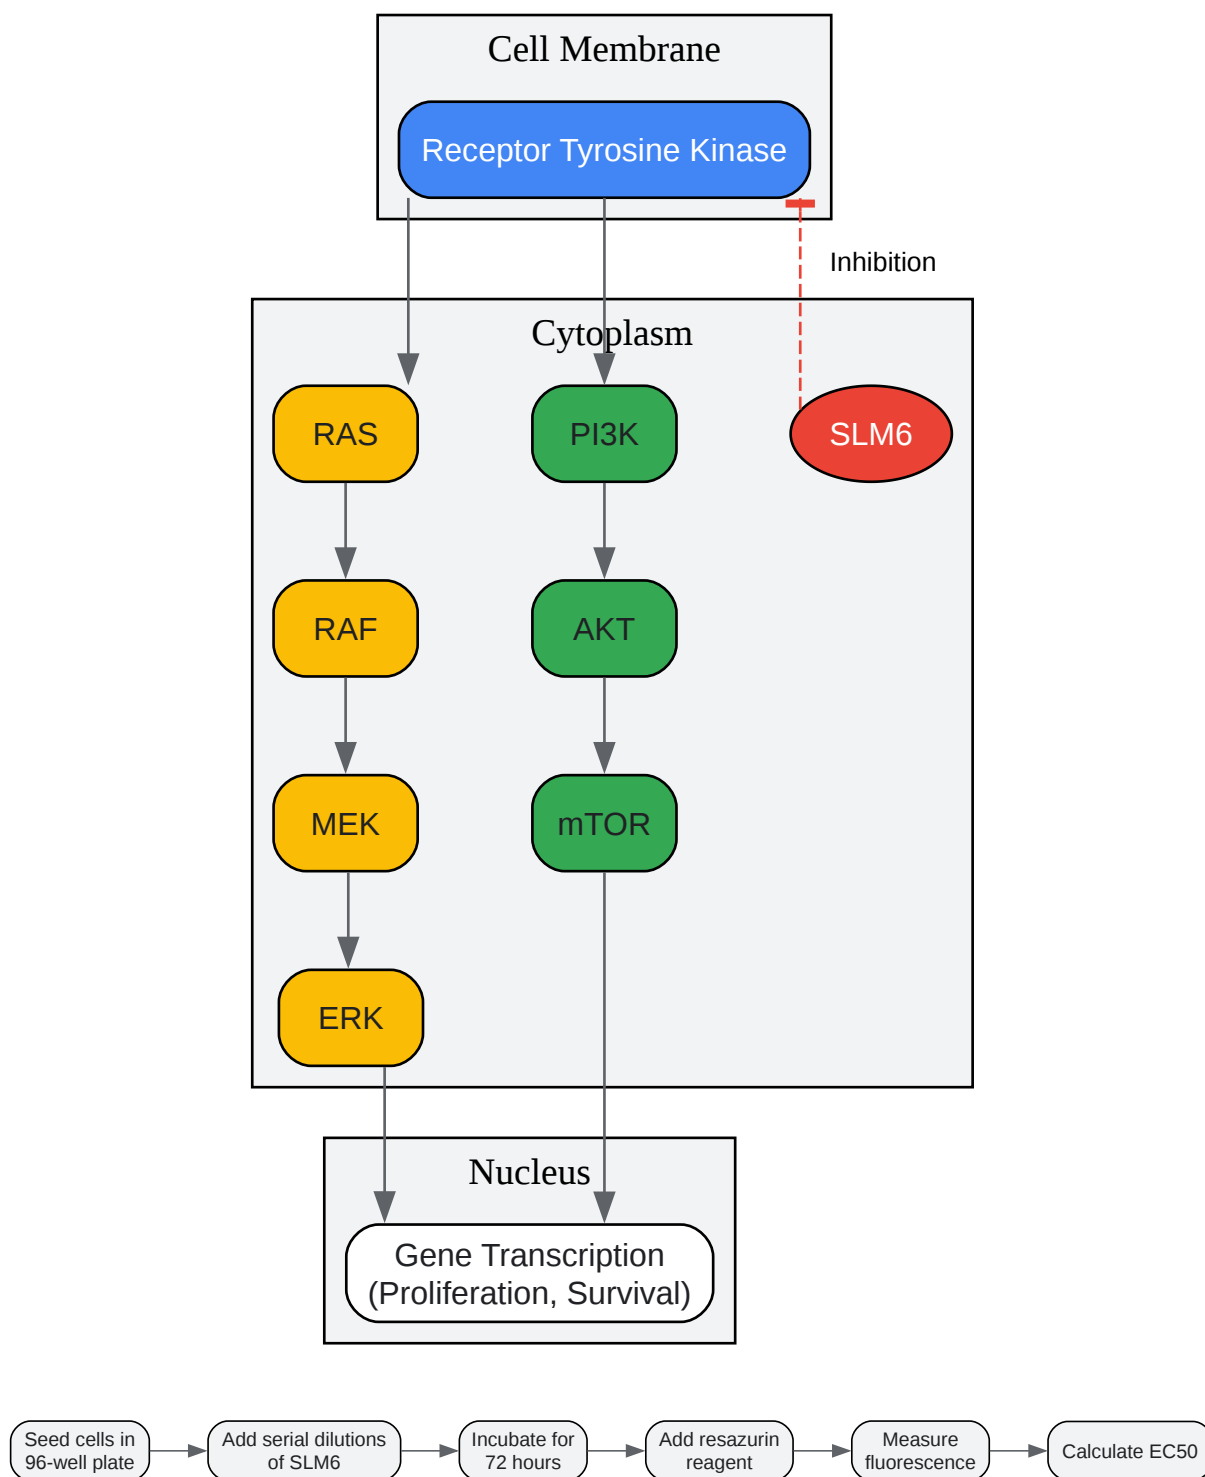 Cell Membrane
Receptor Tyrosine Kinase
Inhibition
Cytoplasm
RAS
PI3K
SLM6
RAF
AKT
MEK
mTOR
ERK
Nucleus
Gene Transcription
(Proliferation, Survival)
Seed cells in
96-well plate
Add serial dilutions
of SLM6
Incubate for
72 hours
Add resazurin
reagent
Measure
fluorescence
Calculate EC50